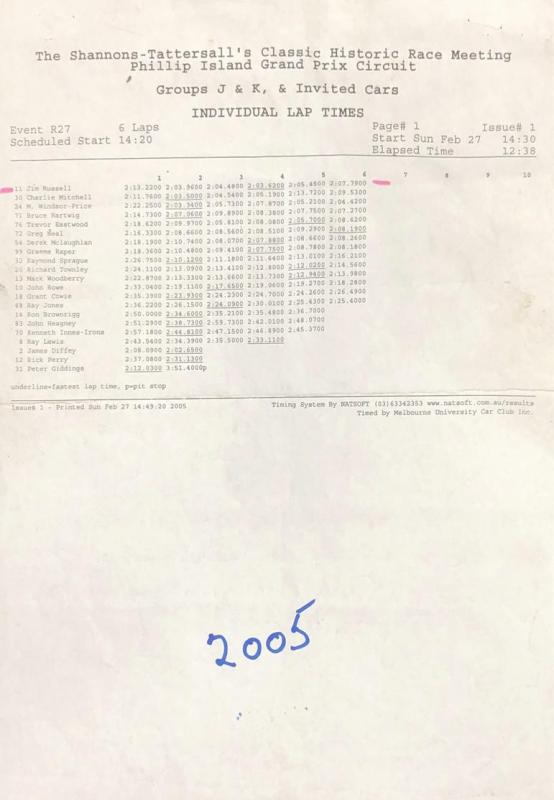 The Shannons-Tattersall's Classic Historic Race Meeting
Phillip Island Grand Prix Circuit
Groups J & K, & Invited Cars
INDIVIDUAL LAP TIMES
Event R27 6 Laps Page# 1 Issue# 1
Scheduled Start 14:20 Start Sun Feb 27 14:30
Elapsed Time 12:38
1 2 3 4 5 6 7 8 9 10
11 Jim Russell 2:13.2200 2:03.9600 2:04.4800 2:03.6200 2:05.4500 2:07.7900
30 Charlie Mitchell 2:11.7600 2:03.5000 2:04.5400 2:05.1900 2:13.7200 2:09.5300
34 M. Windsor-Price 2:22.2500 2:03.3400 2:05.7300 2:07.8700 2:05.2100 2:04.4200
71 Bruce Hartwig 2:14.7300 2:07.0600 2:09.8900 2:08.3800 2:07.7500 2:07.2700
76 Trevor Eastwood 2:18.6200 2:09.9700 2:05.8100 2:08.0800 2:05.7000 2:08.6200
72 Greg Neal 2:16.3300 2:08.6600 2:08.5600 2:08.5100 2:09.2900 2:08.1900
54 Derek McLaughlan 2:18.1900 2:10.7400 2:08.0700 2:07.8800 2:08.6600 2:08.2600
99 Graeme Raper 2:18.3600 2:10.4800 2:09.4100 2:07.7500 2:08.7800 2:08.1800
32 Raymond Sprague 2:26.7500 2:10.1200 2:11.1800 2:11.6400 2:13.0100 2:16.2100
20 Richard Townley 2:24.1100 2:13.0900 2:13.4100 2:12.8000 2:12.0200 2:14.5600
13 Mark Woodberry 2:22.8700 2:13.3300 2:13.6600 2:13.7300 2:12.9400 2:13.9800
10 John Rowe 2:33.0400 2:19.1100 2:17.6500 2:19.0600 2:19.2700 2:18.2800
18 Grant Cowie 2:35.3900 2:23.9300 2:24.2300 2:24.7000 2:24.2600 2:26.4900
69 Ray Jones 2:36.2200 2:26.1500 2:24.0900 2:30.0100 2:25.4300 2:25.4000
14 Ron Brownrigg 2:50.0000 2:34.6000 2:35.2100 2:35.4800 2:36.7000
83 John Heagney 2:51.2900 2:38.7300 2:59.7300 2:42.0100 2:48.0700
70 Kenneth Innes-Irons 2:57.1800 2:44.8100 2:47.1500 2:46.8900 2:45.3700
8 Ray Lewis 2:43.5400 2:34.3900 2:35.5000 2:33.1100
2 James Diffey 2:08.0900 2:02.6500
12 Rick Perry 2:37.0800 2:31.1300
31 Peter Giddings 2:12.0300 3:51.4000p
underline=fastest lap time, p=pit stop
Issue# 1 - Printed Sun Feb 27 14:49:20 2005 Timing System By NATSOFT (03)63342353 www.natsoft.com.au/results
Timed by Melbourne University Car Club Inc.
2005